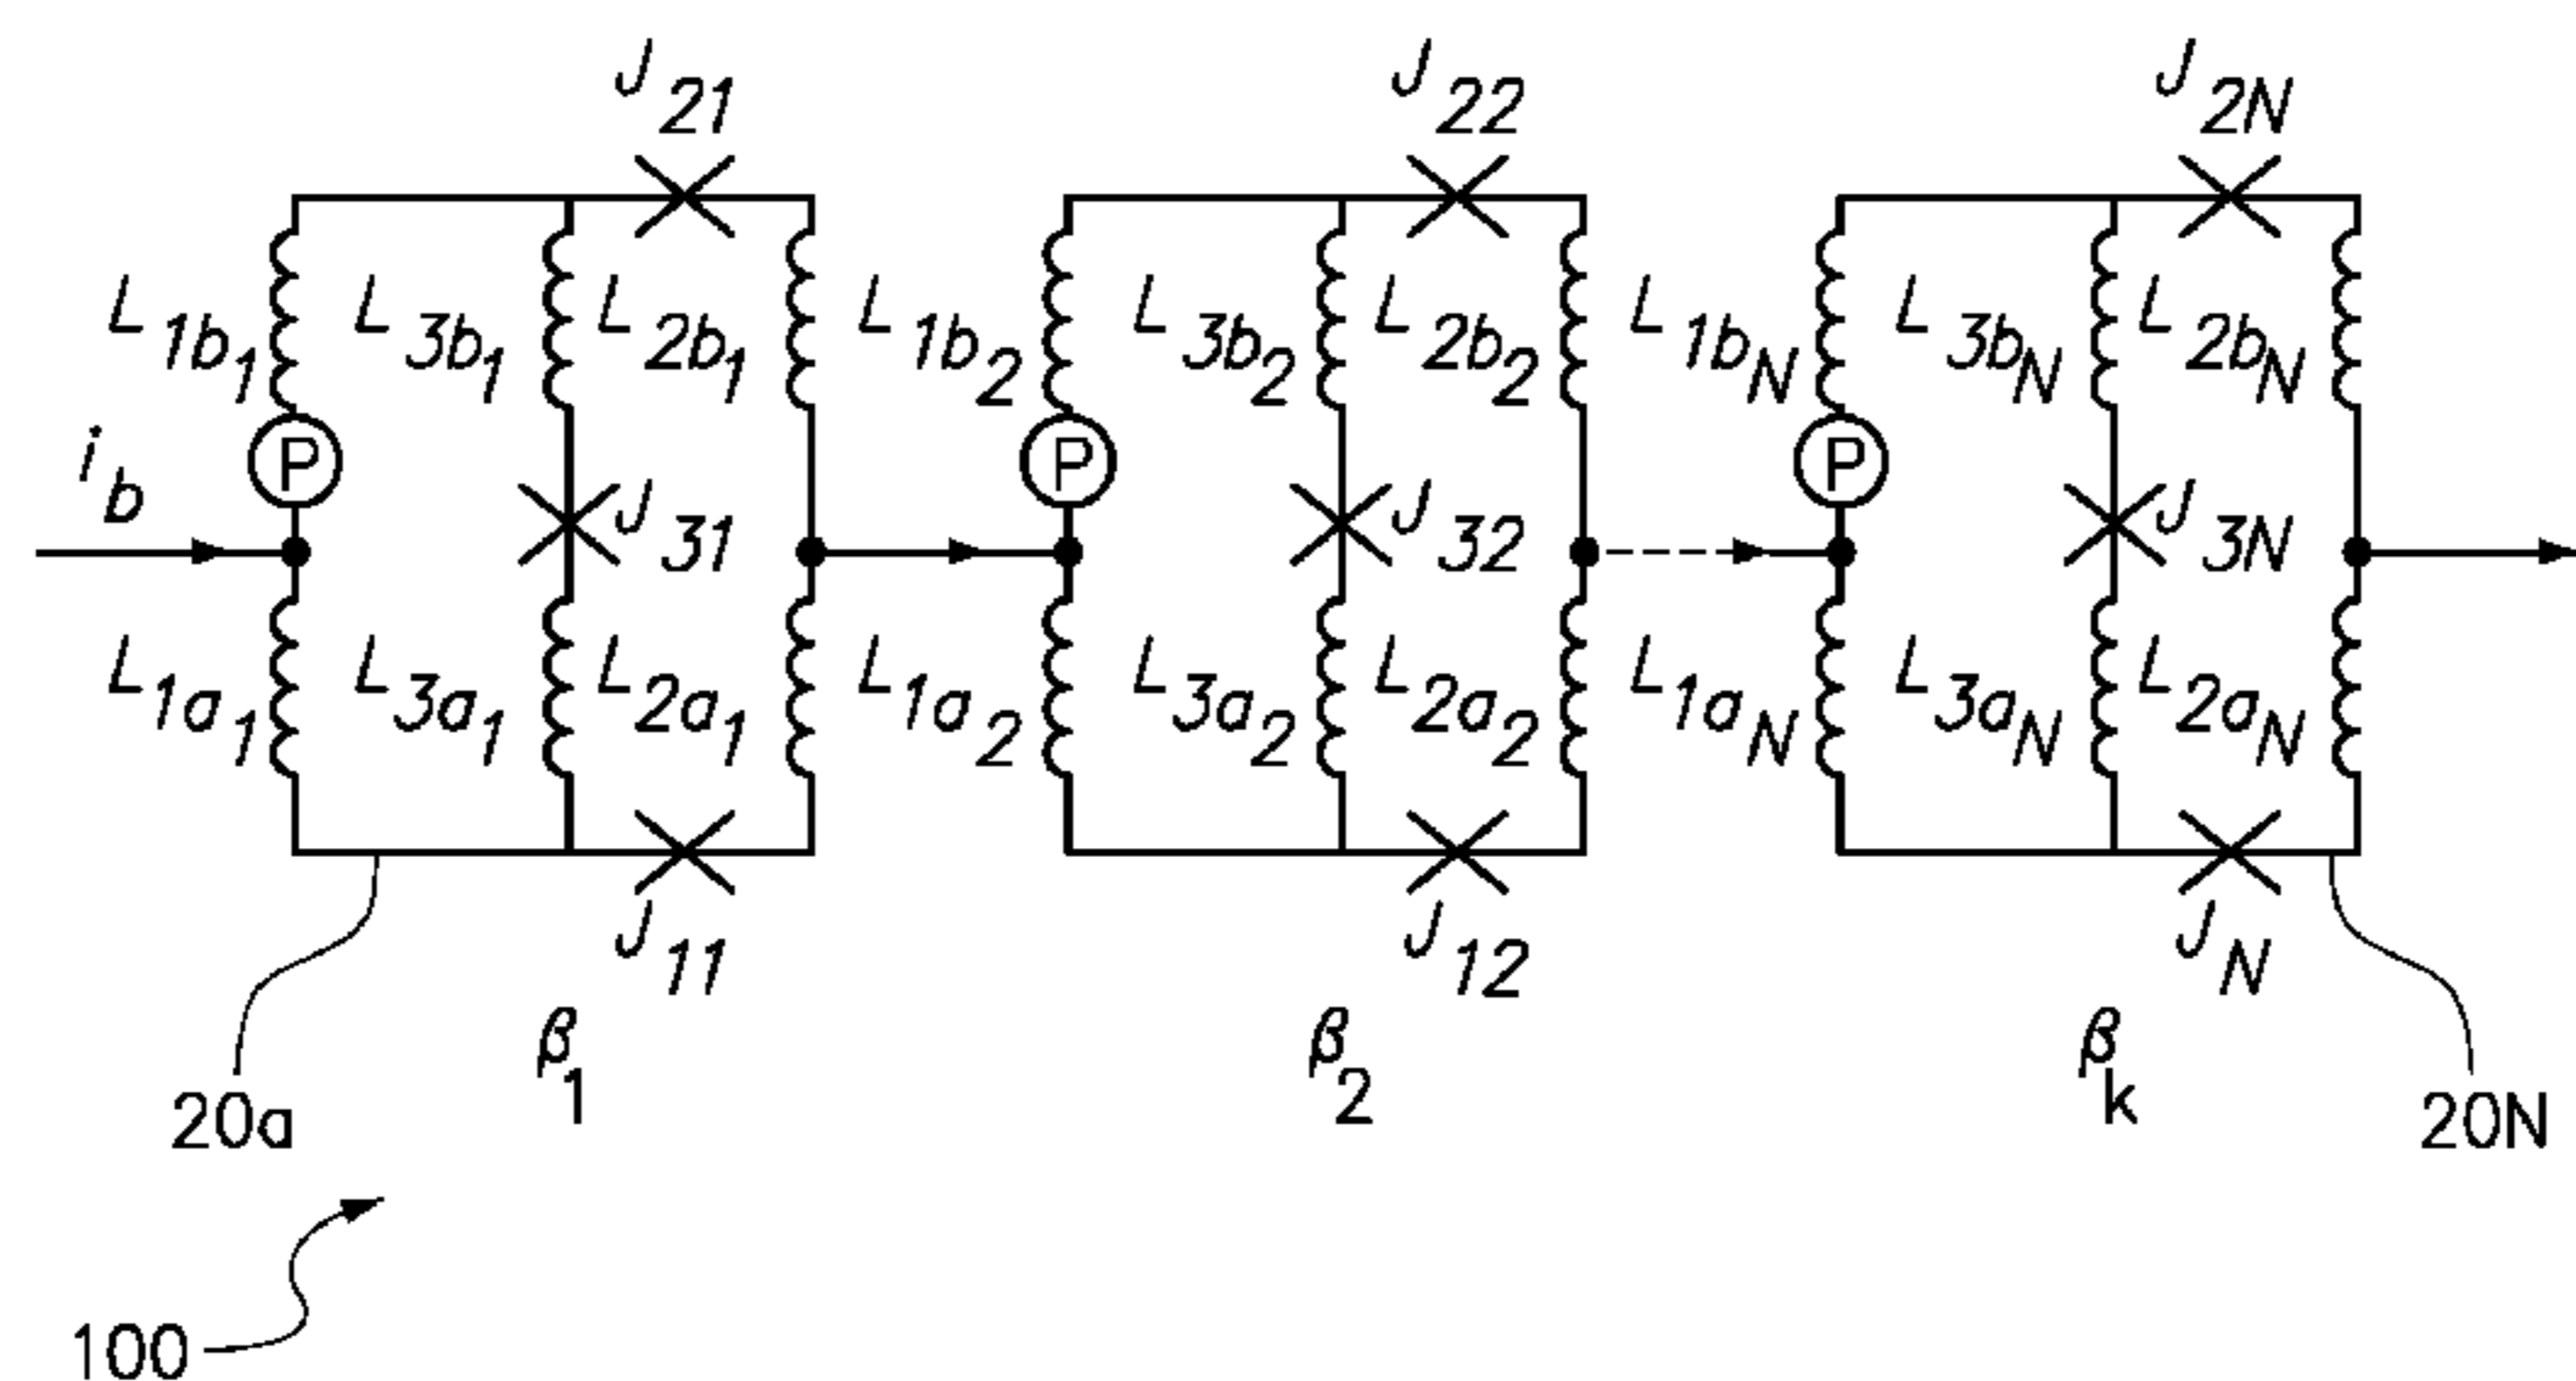 J21 J22 J2N
L1b1 L3b1 L2b1 L1b2 L3b2 L2b2 L1bN L3bN L2bN
P P P
ib J31 J32 J3N
L1a1 L3a1 L2a1 L1a2 L3a2 L2a2 L1aN L3aN L2aN
J11 J12 JN
β1 β2 βk
20a 20N
100